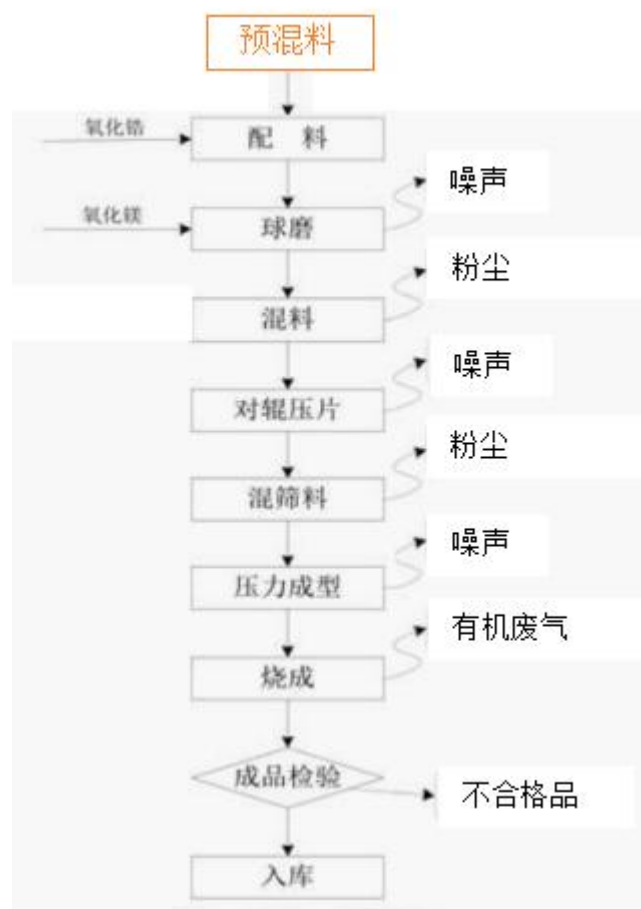 预混料
氧化锆
配 料
噪声
氧化镁
球磨
粉尘
混料
噪声
对辊压片
粉尘
混筛料
噪声
压力成型
有机废气
烧成
成品检验
不合格品
入库